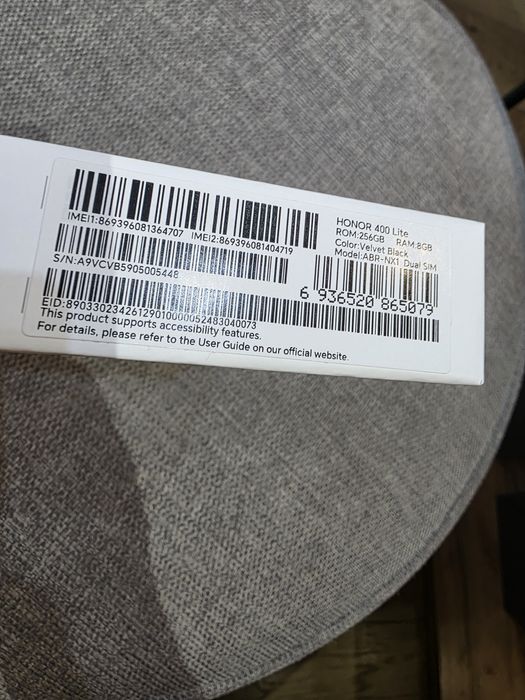 HONOR 400 Lite
ROM:256GB RAM:8GB
Color:Velvet Black
Model:ABR-NX1 Dual SIM
IMEI1:869396081364707 IMEI2:869396081404719
S/N:A9VCVB5905005448
6 936520 865079
EID:89033023426129010000052483040073
This product supports accessibility features.
For details, please refer to the User Guide on our official website.